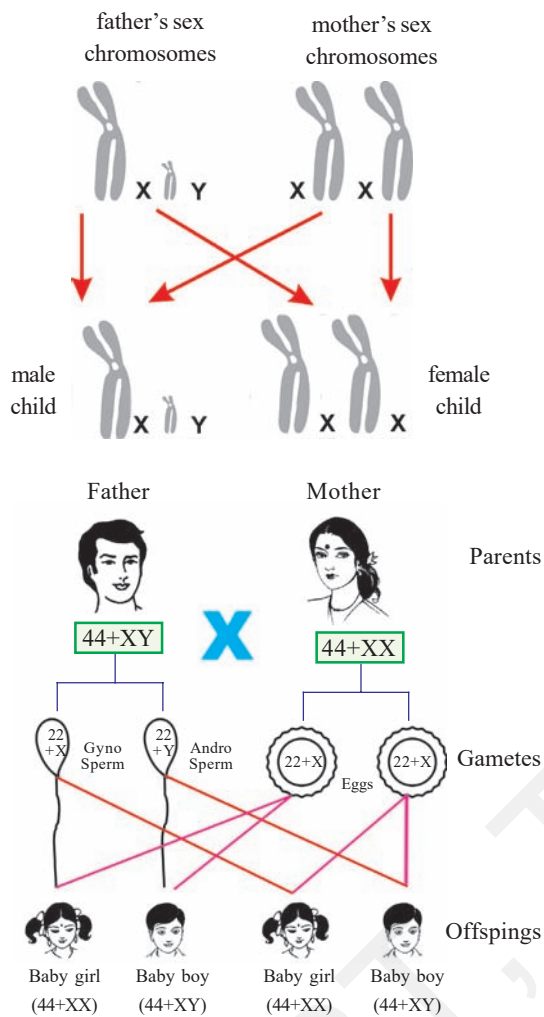 father's sex chromosomes
mother's sex chromosomes
X Y X X
male child
X Y X X
female child
Father Mother
Parents
44+XY X 44+XX
22 +X
Gyno Sperm
22 +Y
Andro Sperm
22+X
Eggs
22+X
Gametes
Offspings
Baby girl Baby boy Baby girl Baby boy
(44+XX) (44+XY) (44+XX) (44+XY)